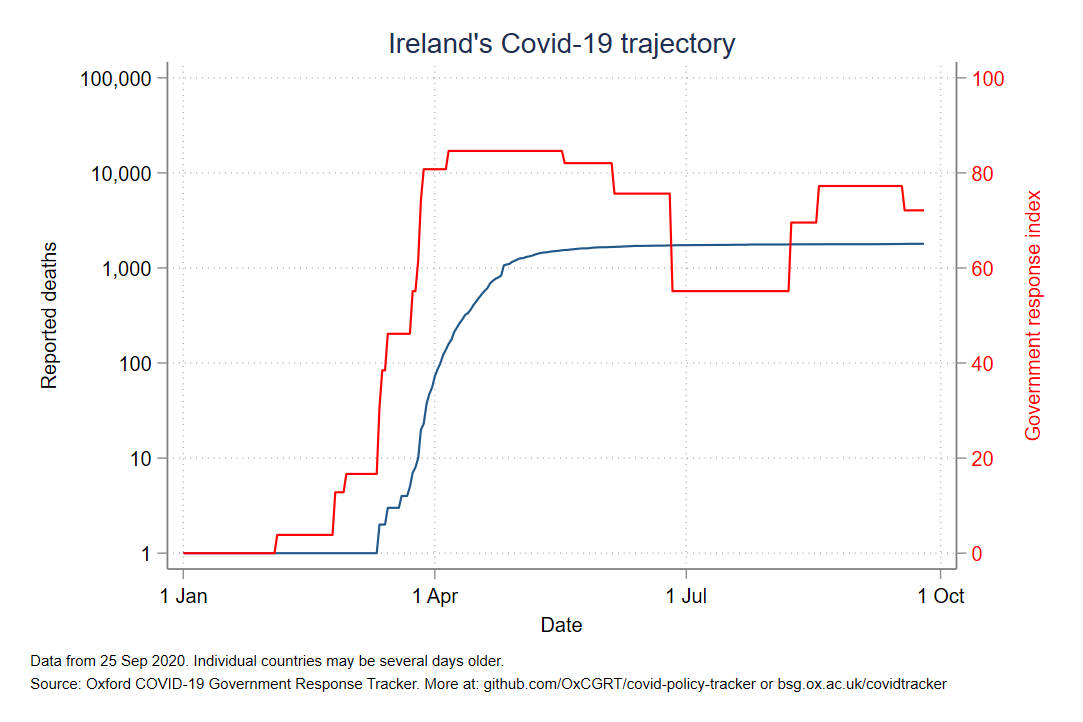 Ireland's Covid-19 trajectory
100,000
10,000
1,000
100
10
1
Reported deaths
100
80
60
40
20
0
Government response index
1 Jan
1 Apr
1 Jul
1 Oct
Date
Data from 25 Sep 2020. Individual countries may be several days older.
Source: Oxford COVID-19 Government Response Tracker. More at: github.com/OxCGRT/covid-policy-tracker or bsg.ox.ac.uk/covidtracker